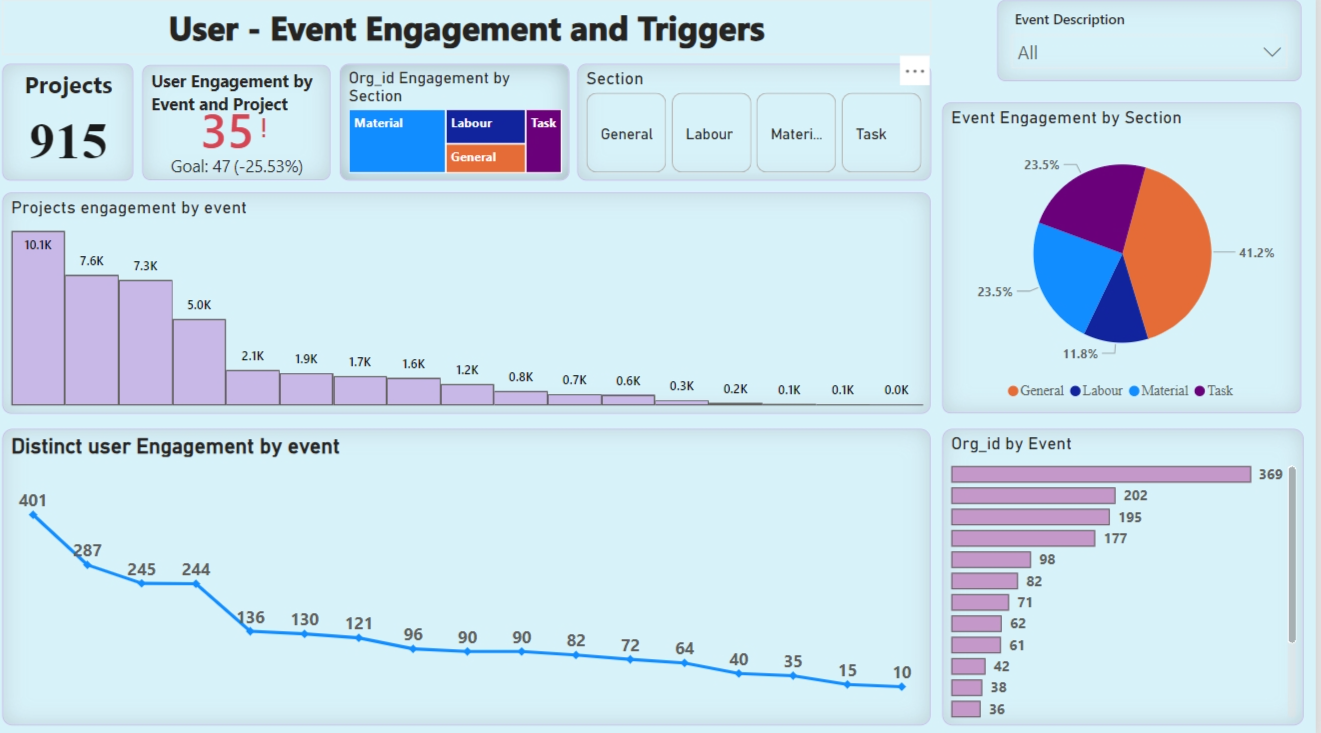 User - Event Engagement and Triggers
Event Description
All
Projects
915
User Engagement by
Event and Project
35!
Goal: 47 (-25.53%)
Org_id Engagement by
Section
Material
Labour
General
Task
Section
...
General
Labour
Materi...
Task
Event Engagement by Section
23.5%
41.2%
23.5%
11.8%
General Labour Material Task
Projects engagement by event
10.1K
7.6K
7.3K
5.0K
2.1K
1.9K
1.7K
1.6K
1.2K
0.8K
0.7K
0.6K
0.3K
0.2K
0.1K
0.1K
0.0K
Distinct user Engagement by event
401
287
245
244
136
130
121
96
90
90
82
72
64
40
35
15
10
Org_id by Event
369
202
195
177
98
82
71
62
61
42
38
36